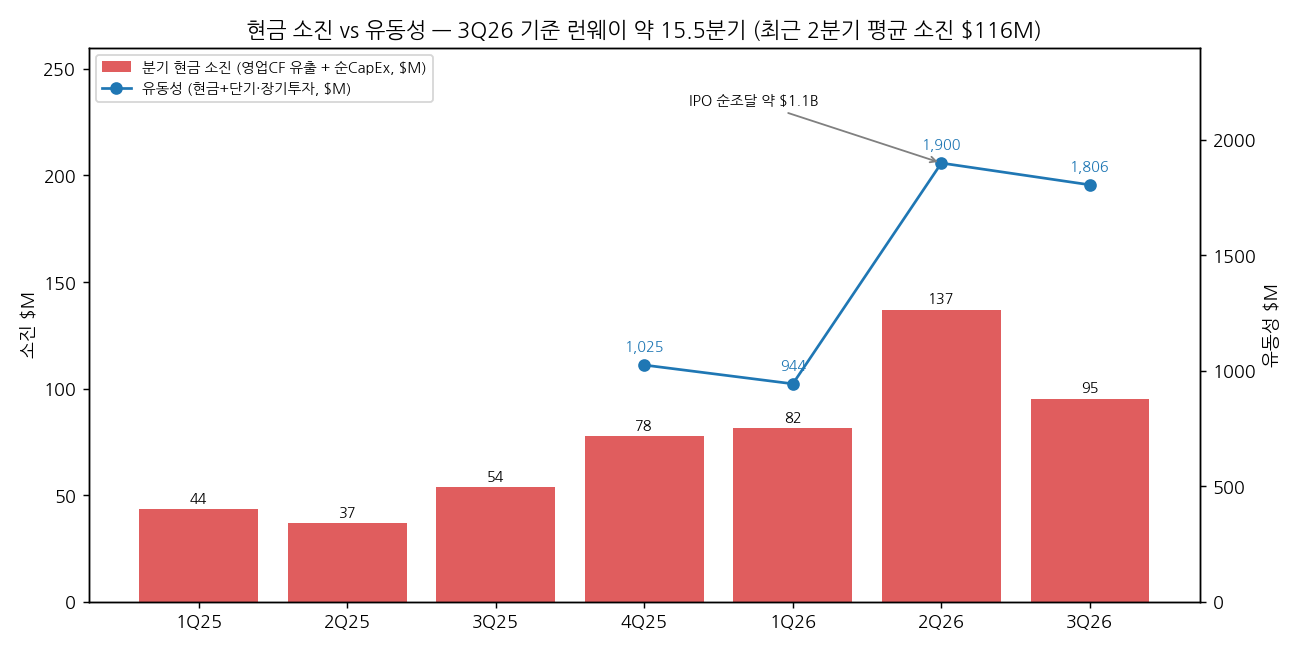 현금 소진 vs 유동성 — 3Q26 기준 런웨이 약 15.5분기 (최근 2분기 평균 소진 $116M)
분기 현금 소진 (영업CF 유출 + 순CapEx, $M)
유동성 (현금+단기·장기투자, $M)
IPO 순조달 약 $1.1B
1,900
1,806
1,025
944
137
95
82
78
54
44
37
250
200
150
100
50
0
소진 $M
2000
1500
1000
500
0
유동성 $M
1Q25
2Q25
3Q25
4Q25
1Q26
2Q26
3Q26